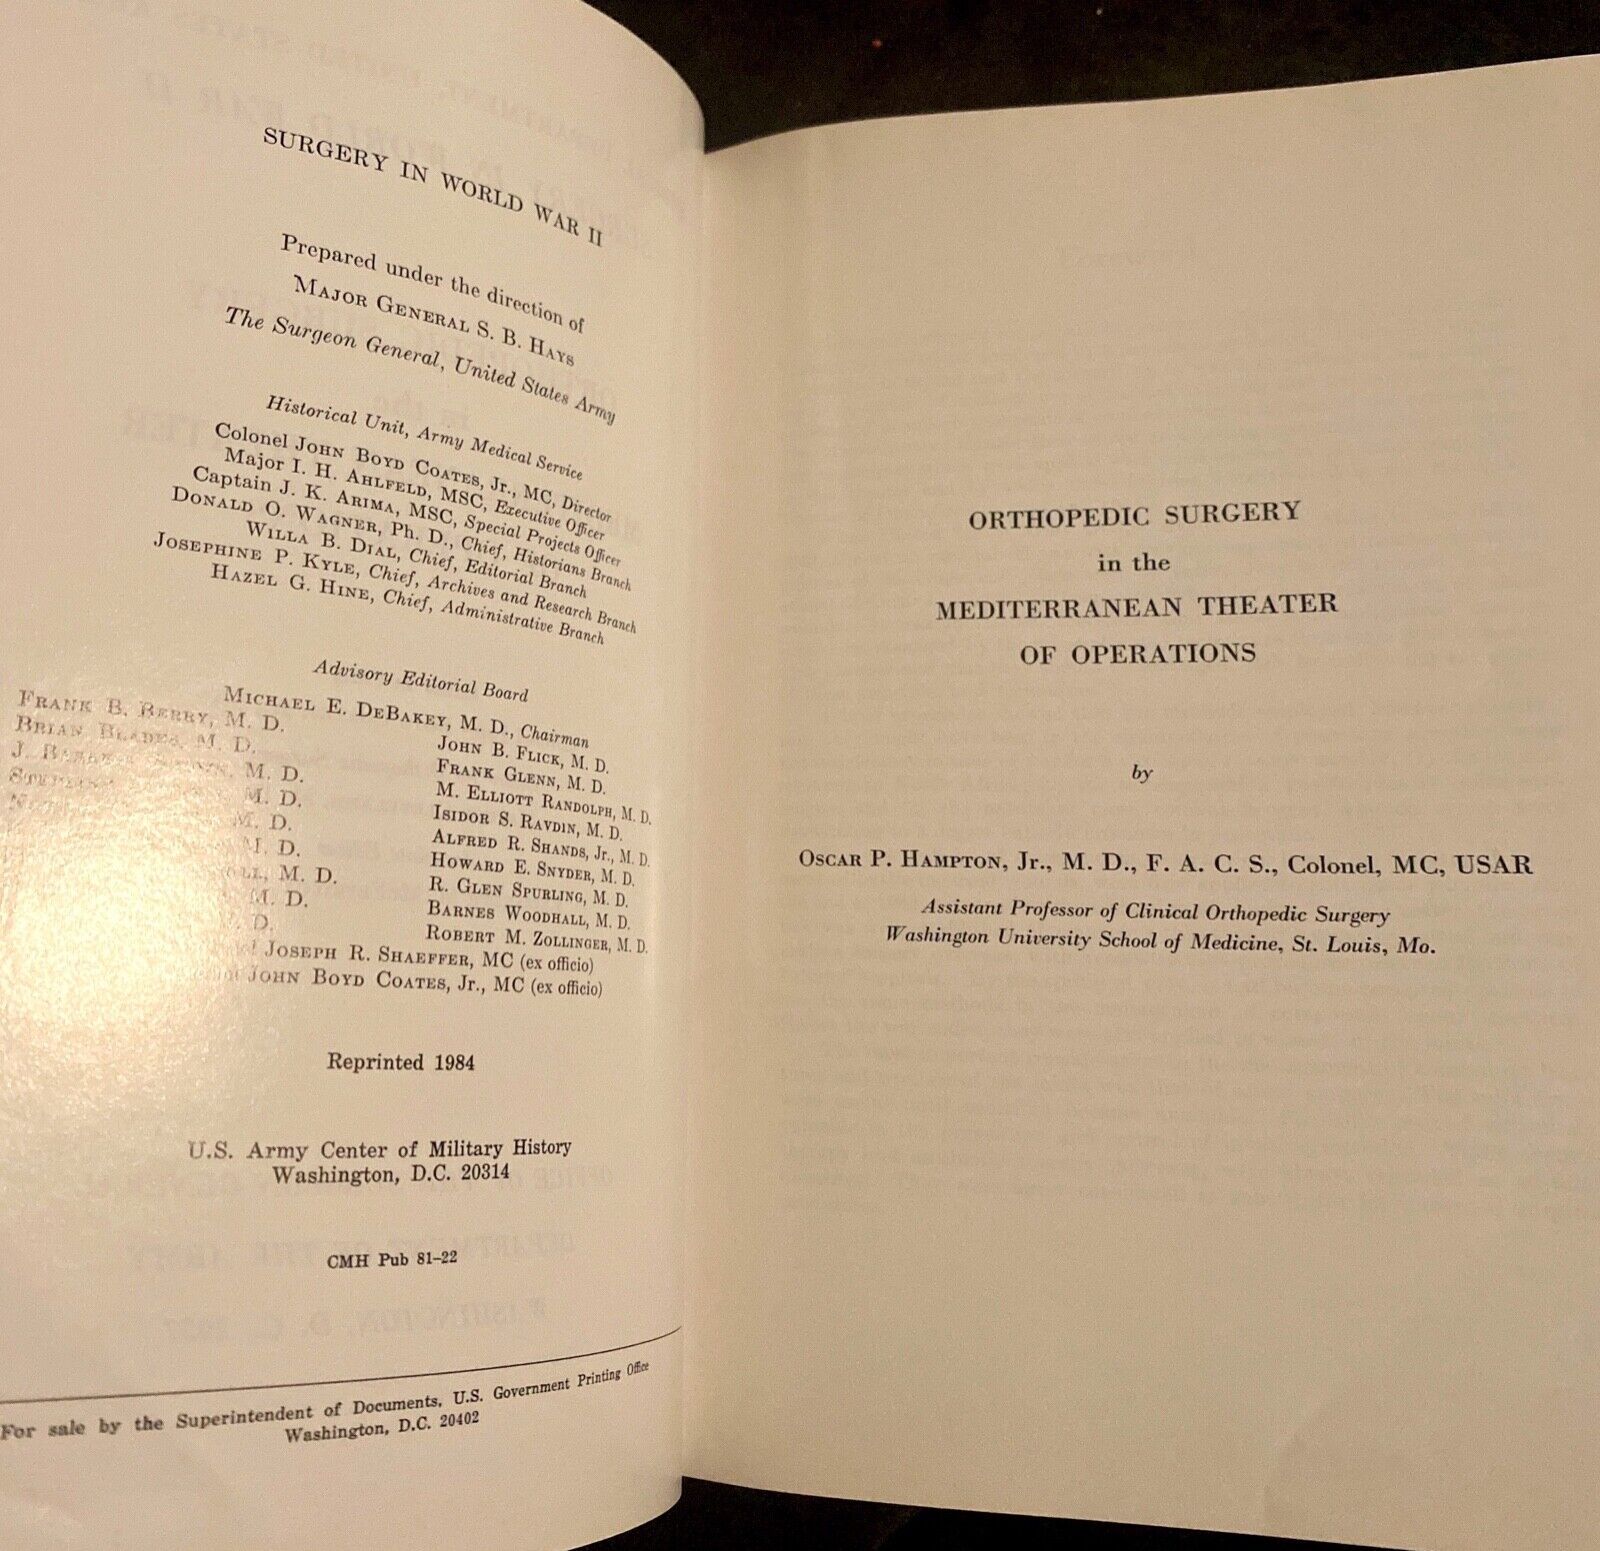 SURGERY IN WORLD WAR II
Prepared under the direction of
MAJOR GENERAL S. B. HAYS
The Surgeon General, United States Army
Historical Unit, Army Medical Service
Colonel JOHN BOYD COATES, Jr., MC, Director
Major I. H. AHLFELD, MSC, Executive Officer
Captain J. K. ARIMA, MSC, Special Projects Officer
DONALD O. WAGNER, Ph. D., Chief, Historians Branch
WILLA B. DIAL, Chief, Editorial Branch
JOSEPHINE P. KYLE, Chief, Archives and Research Branch
HAZEL G. HINE, Chief, Administrative Branch
Advisory Editorial Board
MICHAEL E. DEBAKEY, M. D., Chairman
FRANK B. BERRY, M. D.
BRIAN BLADES, M. D.
J. M. D.
M. D.
M. D.
M. D.
M. D.
M. D.
D.
JOHN B. FLICK, M. D.
FRANK GLENN, M. D.
M. ELLIOTT RANDOLPH, M. D.
ISIDOR S. RAVDIN, M. D.
ALFRED R. SHANDS, Jr., M. D.
HOWARD E. SNYDER, M. D.
R. GLEN SPURLING, M. D.
BARNES WOODHALL, M. D.
ROBERT M. ZOLLINGER, M. D.
JOSEPH R. SHAEFFER, MC (ex officio)
JOHN BOYD COATES, Jr., MC (ex officio)
Reprinted 1984
U.S. Army Center of Military History
Washington, D.C. 20314
CMH Pub 81–22
For sale by the Superintendent of Documents, U.S. Government Printing Office
Washington, D.C. 20402
ORTHOPEDIC SURGERY
in the
MEDITERRANEAN THEATER
OF OPERATIONS
by
OSCAR P. HAMPTON, Jr., M. D., F. A. C. S., Colonel, MC, USAR
Assistant Professor of Clinical Orthopedic Surgery
Washington University School of Medicine, St. Louis, Mo.